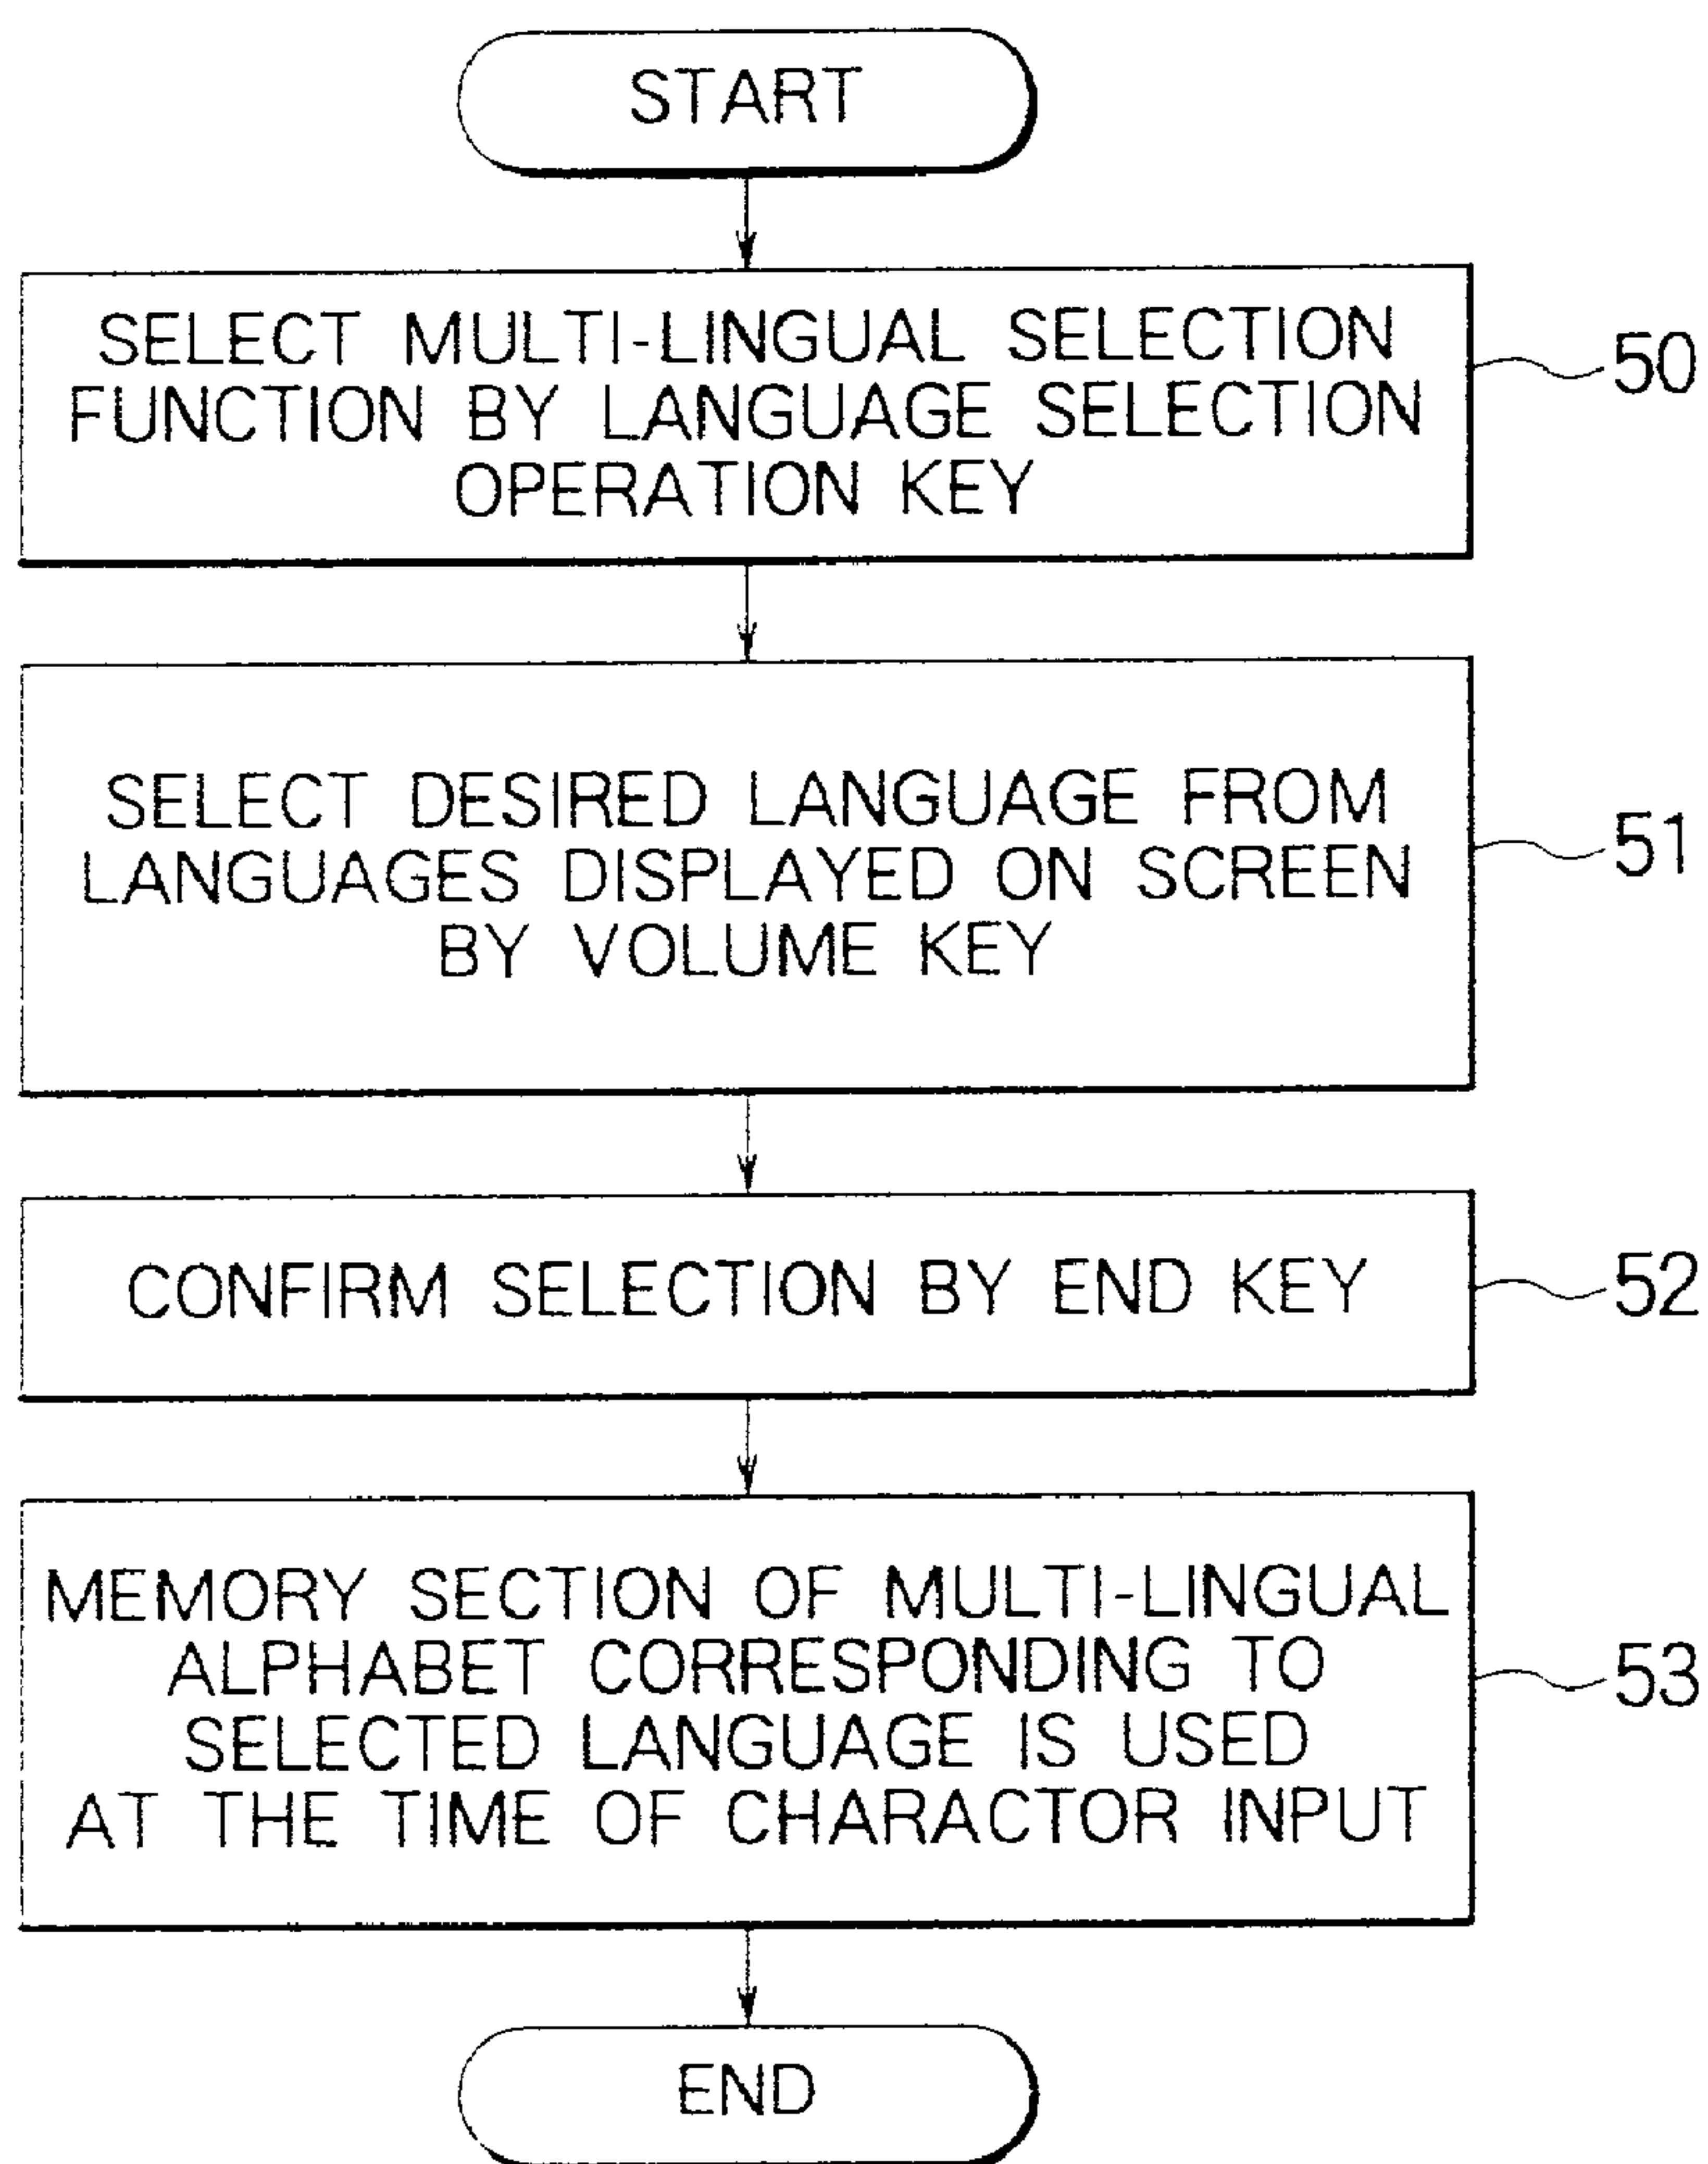 START
SELECT MULTI-LINGUAL SELECTION
FUNCTION BY LANGUAGE SELECTION
OPERATION KEY
50
SELECT DESIRED LANGUAGE FROM
LANGUAGES DISPLAYED ON SCREEN
BY VOLUME KEY
51
CONFIRM SELECTION BY END KEY
52
MEMORY SECTION OF MULTI-LINGUAL
ALPHABET CORRESPONDING TO
SELECTED LANGUAGE IS USED
AT THE TIME OF CHARACTOR INPUT
53
END